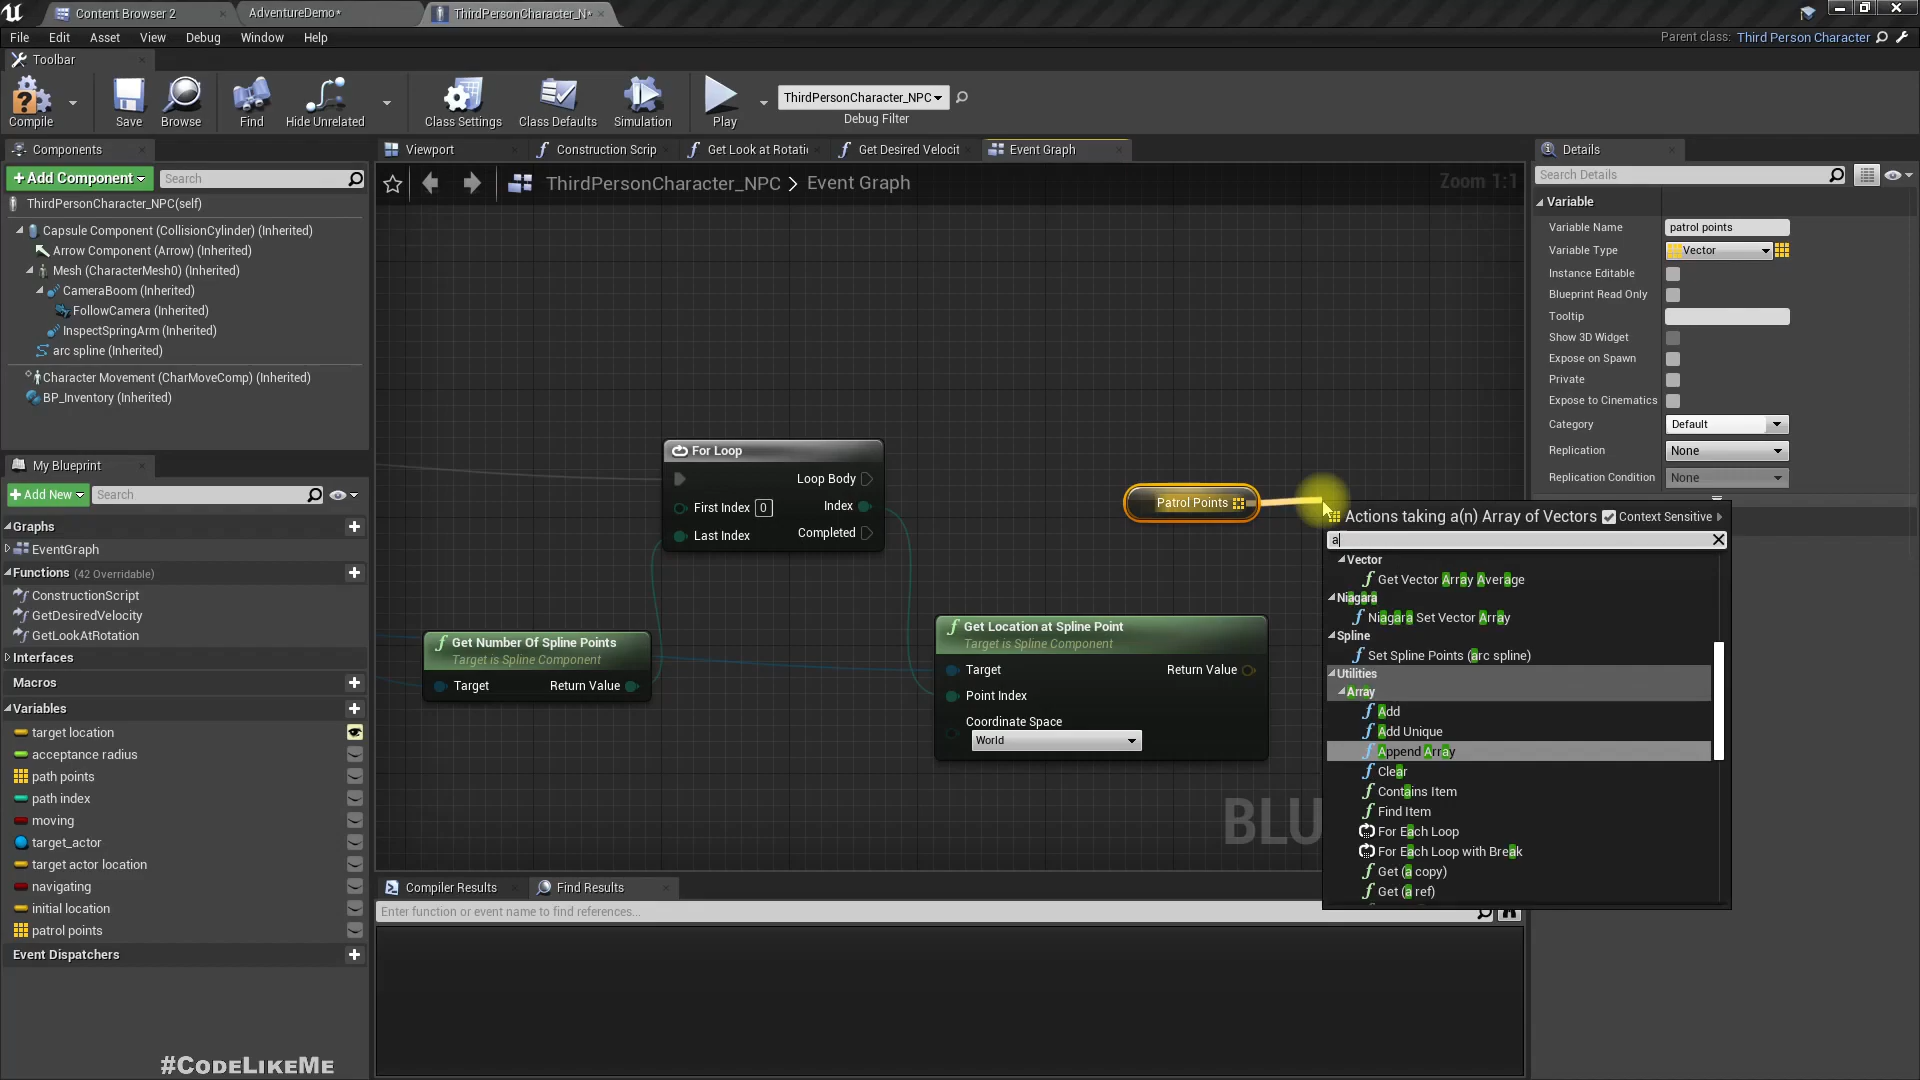 Content Browser 2
AdventureDemo*
ThirdPersonCharacter_N*
File Edit Asset View Debug Window Help
Parent class: Third Person Character
Toolbar
Compile
Save
Browse
Find
Hide Unrelated
Class Settings
Class Defaults
Simulation
Play
ThirdPersonCharacter_NPC
Debug Filter
Components
+ Add Component
Search
ThirdPersonCharacter_NPC(self)
Capsule Component (CollisionCylinder) (Inherited)
Arrow Component (Arrow) (Inherited)
Mesh (CharacterMesh0) (Inherited)
CameraBoom (Inherited)
FollowCamera (Inherited)
InspectSpringArm (Inherited)
arc spline (Inherited)
Character Movement (CharMoveComp) (Inherited)
BP_Inventory (Inherited)
My Blueprint
+ Add New
Search
Graphs
EventGraph
Functions (42 Overridable)
ConstructionScript
GetDesiredVelocity
GetLookAtRotation
Interfaces
Macros
Variables
target location
acceptance radius
path points
path index
moving
target_actor
target actor location
navigating
initial location
patrol points
Event Dispatchers
#CodeLikeMe
Viewport
Construction Scrip
Get Look at Rotati
Get Desired Velocit
Event Graph
ThirdPersonCharacter_NPC > Event Graph
Zoom 1:1
For Loop
Loop Body
First Index 0
Index
Last Index
Completed
Get Number Of Spline Points
Target is Spline Component
Target
Return Value
Patrol Points
Get Location at Spline Point
Target is Spline Component
Target
Return Value
Point Index
Coordinate Space
World
BLU
Actions taking a(n) Array of Vectors
Context Sensitive
a
Vector
Get Vector Array Average
Niagara
Niagara Set Vector Array
Spline
Set Spline Points (arc spline)
Utilities
Array
Add
Add Unique
Append Array
Clear
Contains Item
Find Item
For Each Loop
For Each Loop with Break
Get (a copy)
Get (a ref)
Compiler Results
Find Results
Enter function or event name to find references...
Details
Search Details
Variable
Variable Name patrol points
Variable Type Vector
Instance Editable
Blueprint Read Only
Tooltip
Show 3D Widget
Expose on Spawn
Private
Expose to Cinematics
Category Default
Replication None
Replication Condition None